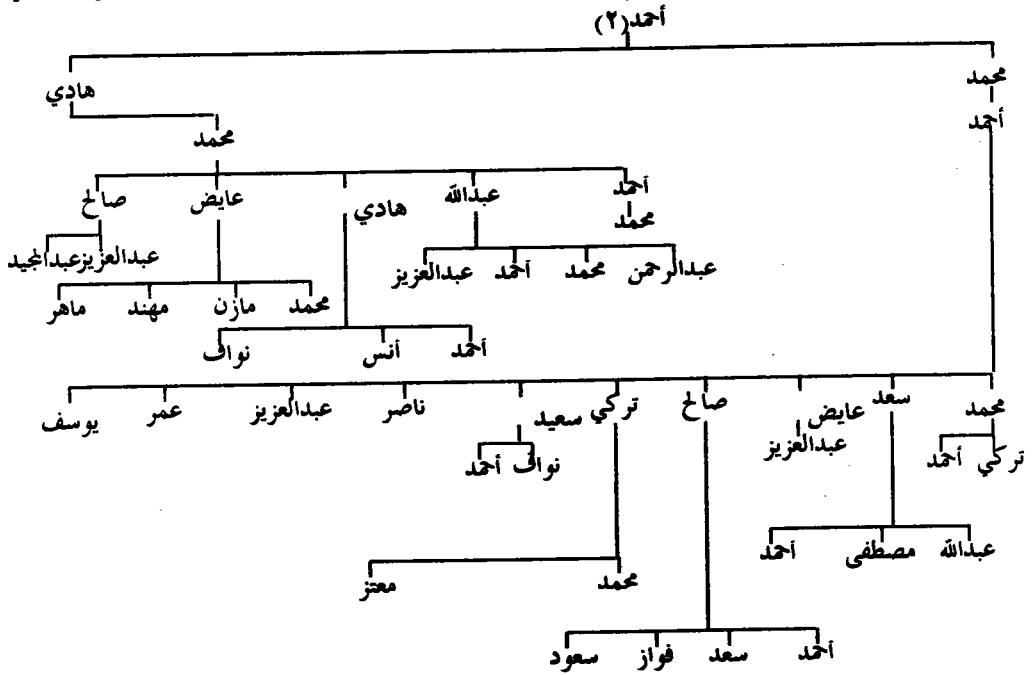 أحمد(٢)
محمد هادي
أحمد
محمد
أحمد عبدالله هادي عايض صالح
محمد
عبدالرحمن محمد أحمد عبدالعزيز عبدالعزيز عبدالمجيد
محمد مازن مهند ماهر
أحمد أنس نواف
محمد سعد عايض صالح تركي سعيد ناصر عبدالعزيز عمر يوسف
تركي أحمد عبدالعزيز نواف أحمد
عبدالله مصطفى أحمد
محمد معتز
أحمد سعد فواز سعود